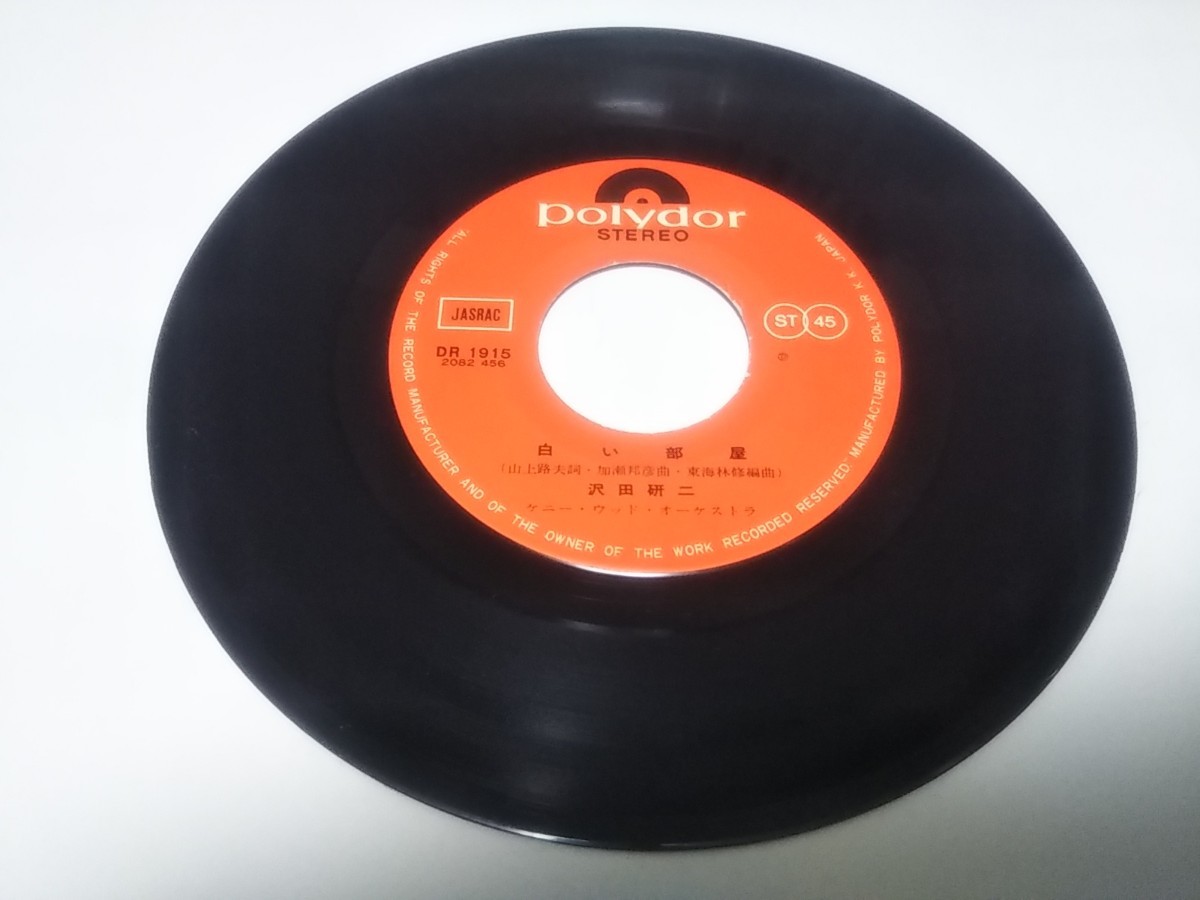 polydor
STEREO
JASRAC
ST 45
DR 1915
2082 456
℗
白い部屋
(山上路夫詞・加瀬邦彦曲・東海林修編曲)
沢田研二
ケニー・ウッド・オーケストラ
"ALL RIGHTS OF THE RECORD MANUFACTURER AND OF THE OWNER OF THE WORK RECORDED RESERVED." MANUFACTURED BY POLYDOR K.K. JAPAN